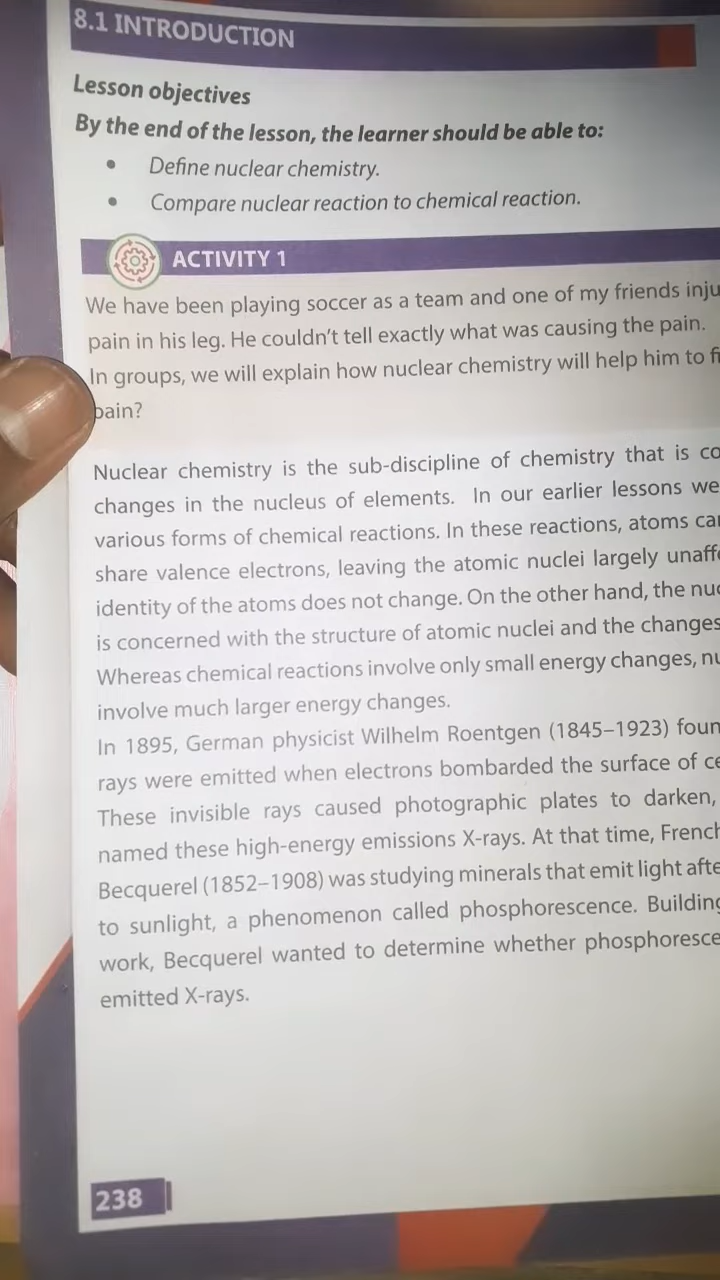 8.1 INTRODUCTION
Lesson objectives
By the end of the lesson, the learner should be able to:
• Define nuclear chemistry.
• Compare nuclear reaction to chemical reaction.
ACTIVITY 1
We have been playing soccer as a team and one of my friends inju
pain in his leg. He couldn't tell exactly what was causing the pain.
In groups, we will explain how nuclear chemistry will help him to fi
pain?
Nuclear chemistry is the sub-discipline of chemistry that is co
changes in the nucleus of elements. In our earlier lessons we
various forms of chemical reactions. In these reactions, atoms ca
share valence electrons, leaving the atomic nuclei largely unaffe
identity of the atoms does not change. On the other hand, the nuc
is concerned with the structure of atomic nuclei and the changes
Whereas chemical reactions involve only small energy changes, nu
involve much larger energy changes.
In 1895, German physicist Wilhelm Roentgen (1845–1923) foun
rays were emitted when electrons bombarded the surface of ce
These invisible rays caused photographic plates to darken,
named these high-energy emissions X-rays. At that time, French
Becquerel (1852–1908) was studying minerals that emit light afte
to sunlight, a phenomenon called phosphorescence. Building
work, Becquerel wanted to determine whether phosphoresce
emitted X-rays.
238